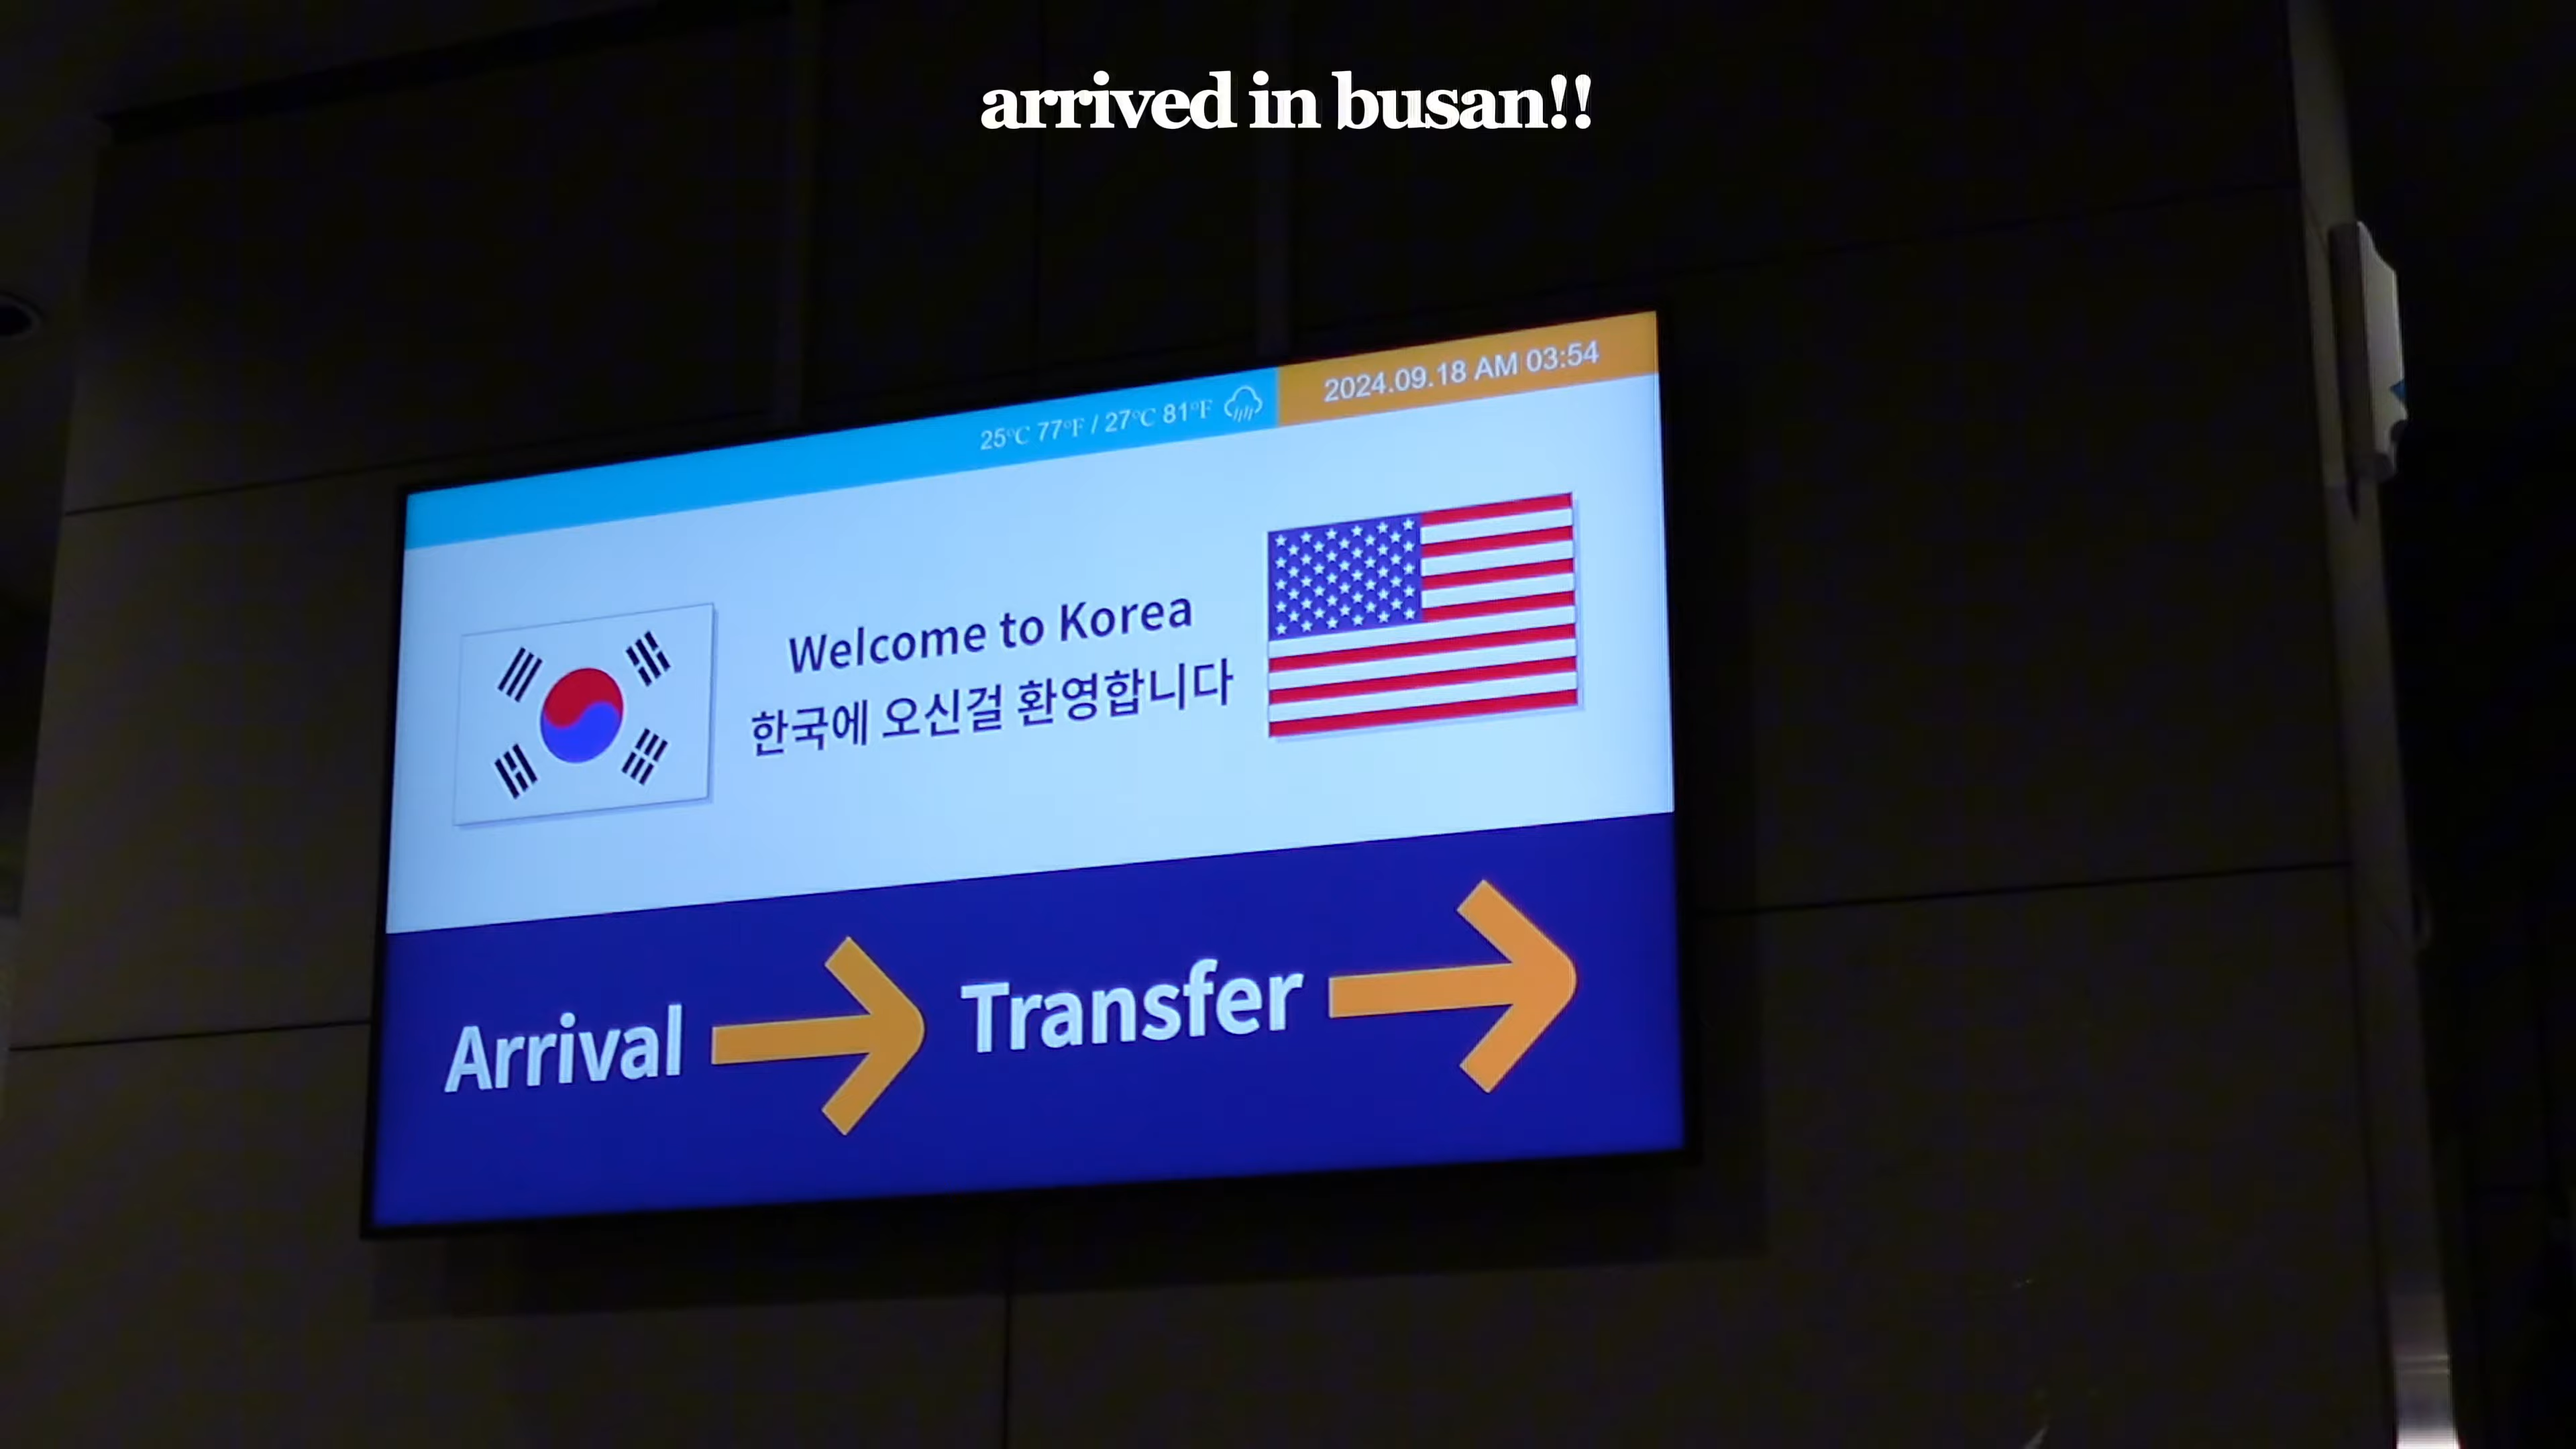 arrived in busan!!
25°C 77°F / 27°C 81°F
2024.09.18 AM 03:54
Welcome to Korea
한국에 오신걸 환영합니다
Arrival
Transfer